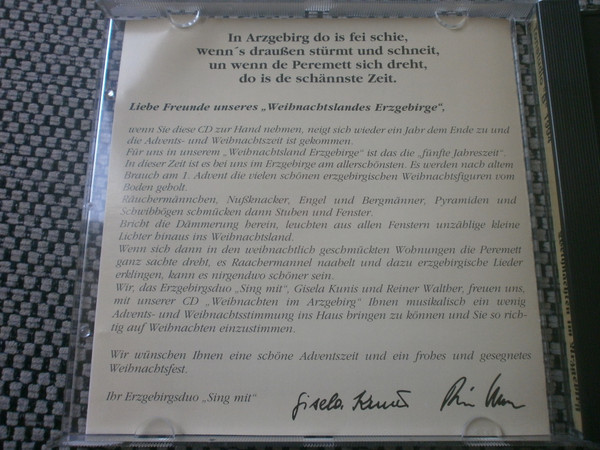 In Arzgebirg do is fei schie,
wenn´s draußen stürmt und schneit,
un wenn de Peremett sich dreht,
do is de schännste Zeit.
Liebe Freunde unseres „Weihnachtslandes Erzgebirge“,
wenn Sie diese CD zur Hand nehmen, neigt sich wieder ein Jahr dem Ende zu und
die Advents- und Weihnachtszeit ist gekommen.
Für uns in unserem „Weihnachtsland Erzgebirge“ ist das die „fünfte Jahreszeit“.
In dieser Zeit ist es bei uns im Erzgebirge am allerschönsten. Es werden nach altem
Brauch am 1. Advent die vielen schönen erzgebirgischen Weihnachtsfiguren vom
Boden geholt.
Räuchermännchen, Nußknacker, Engel und Bergmänner, Pyramiden und
Schwibbögen schmücken dann Stuben und Fenster.
Bricht die Dämmerung herein, leuchten aus allen Fenstern unzählige kleine
Lichter hinaus ins Weihnachtsland.
Wenn sich dann in den weihnachtlich geschmückten Wohnungen die Peremett
ganz sachte dreht, es Raachermannel naabelt und dazu erzgebirgische Lieder
erklingen, kann es nirgendwo schöner sein.
Wir, das Erzgebirgsduo „Sing mit“, Gisela Kunis und Reiner Walther, freuen uns,
mit unserer CD „Weihnachten im Arzgebirg“ Ihnen musikalisch ein wenig
Advents- und Weihnachtsstimmung ins Haus bringen zu können und Sie so rich-
tig auf Weihnachten einzustimmen.
Wir wünschen Ihnen eine schöne Adventszeit und ein frohes und gesegnetes
Weihnachtsfest.
Ihr Erzgebirgsduo „Sing mit“
Gisela Kunis